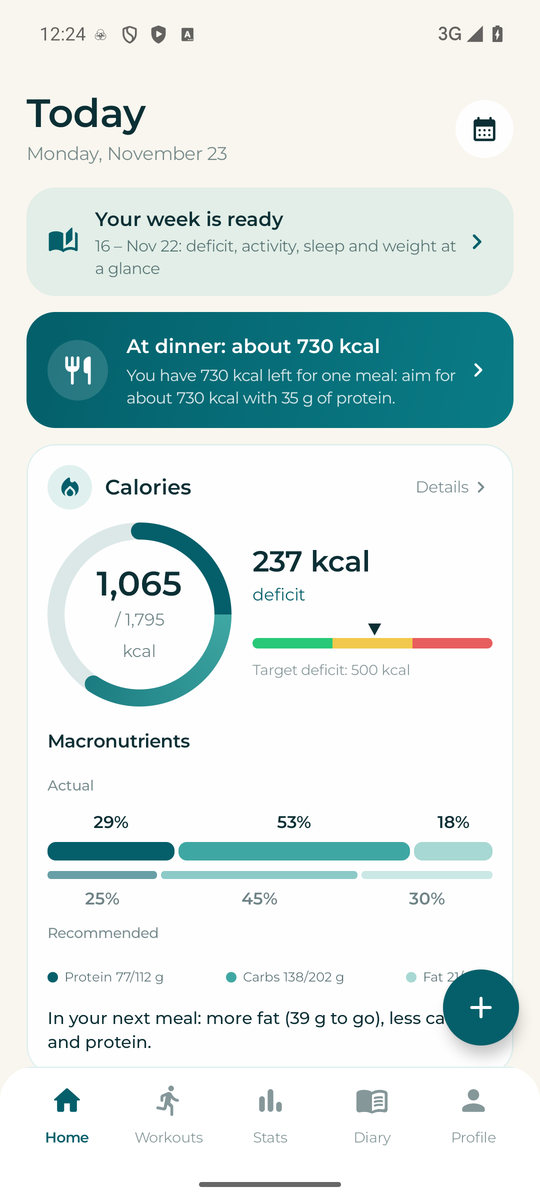 12:24
3G
Today
Monday, November 23
Your week is ready
16 – Nov 22: deficit, activity, sleep and weight at
a glance
At dinner: about 730 kcal
You have 730 kcal left for one meal: aim for
about 730 kcal with 35 g of protein.
Calories
Details
1,065
/ 1,795
kcal
237 kcal
deficit
Target deficit: 500 kcal
Macronutrients
Actual
29% 53% 18%
25% 45% 30%
Recommended
Protein 77/112 g Carbs 138/202 g Fat
In your next meal: more fat (39 g to go), less
and protein.
Home Workouts Stats Diary Profile